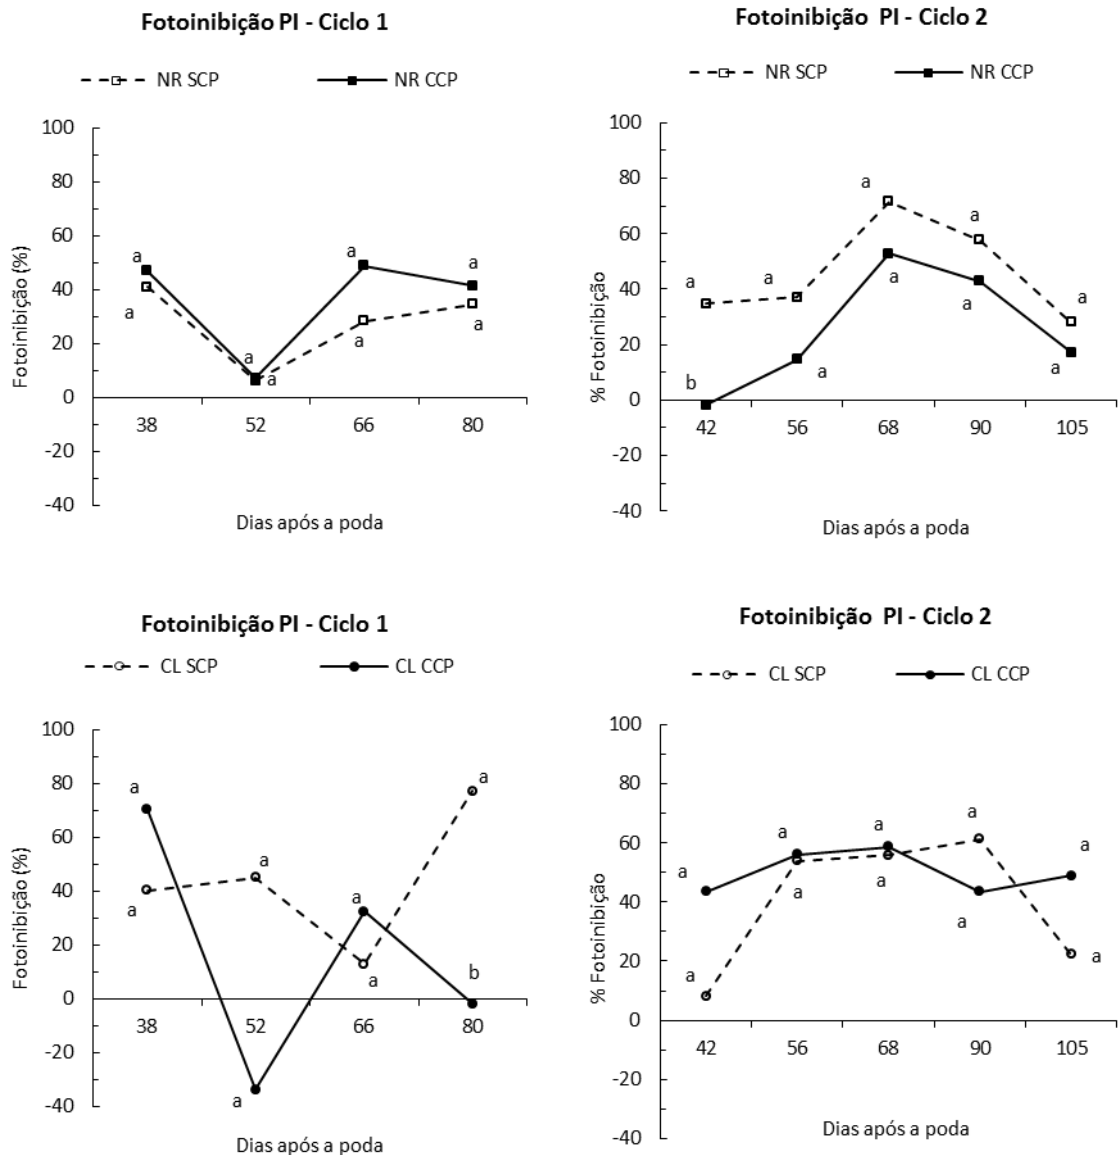 Fotoinibição PI - Ciclo 1
NR SCP NR CCP
Fotoinibição (%)
100
80
60
40
20
0
-20
-40
38 52 66 80
a a a a
a a a a
Dias após a poda
Fotoinibição PI - Ciclo 2
NR SCP NR CCP
% Fotoinibição
100
80
60
40
20
0
-20
-40
42 56 68 90 105
a a a a a
b a a a a
Dias após a poda
Fotoinibição PI - Ciclo 1
CL SCP CL CCP
Fotoinibição (%)
100
80
60
40
20
0
-20
-40
38 52 66 80
a a a a
a a a b
Dias após a poda
Fotoinibição PI - Ciclo 2
CL SCP CL CCP
% Fotoinibição
100
80
60
40
20
0
-20
-40
42 56 68 90 105
a a a a a
a a a a a
Dias após a poda